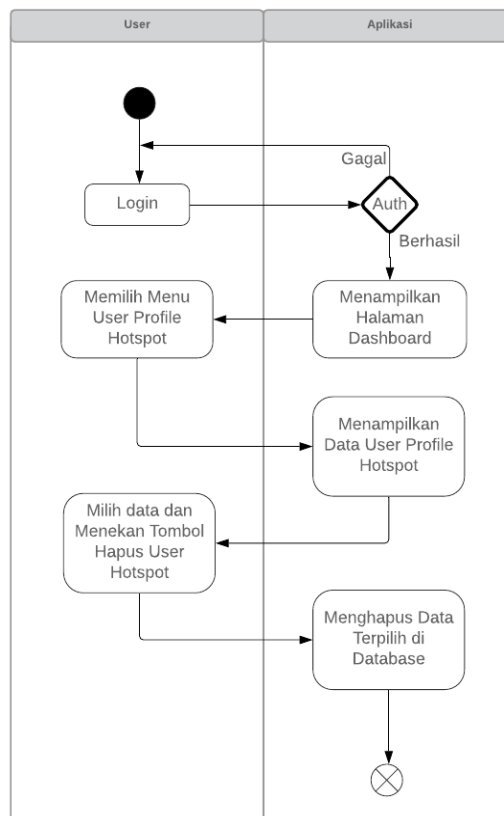 User
Aplikasi
Gagal
Login
Auth
Berhasil
Memilih Menu
User Profile
Hotspot
Menampilkan
Halaman
Dashboard
Menampilkan
Data User Profile
Hotspot
Milih data dan
Menekan Tombol
Hapus User
Hotspot
Menghapus Data
Terpilih di
Database